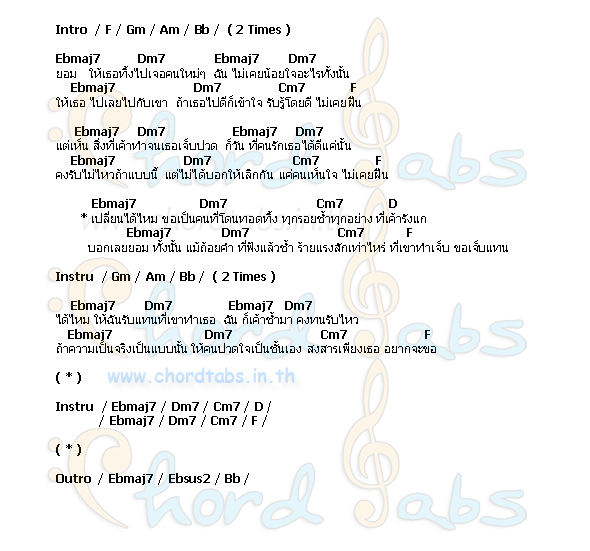 Intro / F / Gm / Am / Bb / ( 2 Times )
Ebmaj7 Dm7 Ebmaj7 Dm7
ยอม ให้เธอทิ้งไปเจอคนใหม่ๆ ฉัน ไม่เคยน้อยใจอะไรทั้งนั้น
Ebmaj7 Dm7 Cm7 F
ให้เธอ ไปเลยไปกับเขา ถ้าเธอไปดีก็เข้าใจ รับรู้โดยดี ไม่เคยฝืน
Ebmaj7 Dm7 Ebmaj7 Dm7
แต่เห็น สิ่งที่เค้าทำจนเธอเจ็บปวด ก็วัน ที่คนรักเธอได้ดีแค่นั้น
Ebmaj7 Dm7 Cm7 F
คงรับไม่ไหวถ้าแบบนี้ แต่ไม่ได้บอกให้เลิกกัน แค่คนเห็นใจ ไม่เคยฝืน
Ebmaj7 Dm7 Cm7 D
* เปลี่ยนได้ไหม ขอเป็นคนที่โดนทอดทิ้ง ทุกรอยช้ำทุกอย่าง ที่เค้ารังแก
Ebmaj7 Dm7 Cm7 F
บอกเลยยอม ทั้งนั้น แม้ถ้อยคำ ที่ฟังแล้วช้ำ ร้ายแรงสักเท่าไหร่ ที่เขาทำเจ็บ ขอเจ็บแทน
Instru / Gm / Am / Bb / ( 2 Times )
Ebmaj7 Dm7 Ebmaj7 Dm7
ได้ไหม ให้ฉันรับแทนที่เขาทำเธอ ฉัน ก็เค้าซ้ำมา คงทนรับไหว
Ebmaj7 Dm7 Cm7 F
ถ้าความเป็นจริงเป็นแบบนั้น ให้คนปวดใจเป็นชั้นเอง สงสารเพียงเธอ อยากจะขอ
( * )
www.chordtabs.in.th
Instru / Ebmaj7 / Dm7 / Cm7 / D /
/ Ebmaj7 / Dm7 / Cm7 / F /
( * )
Outro / Ebmaj7 / Ebsus2 / Bb /